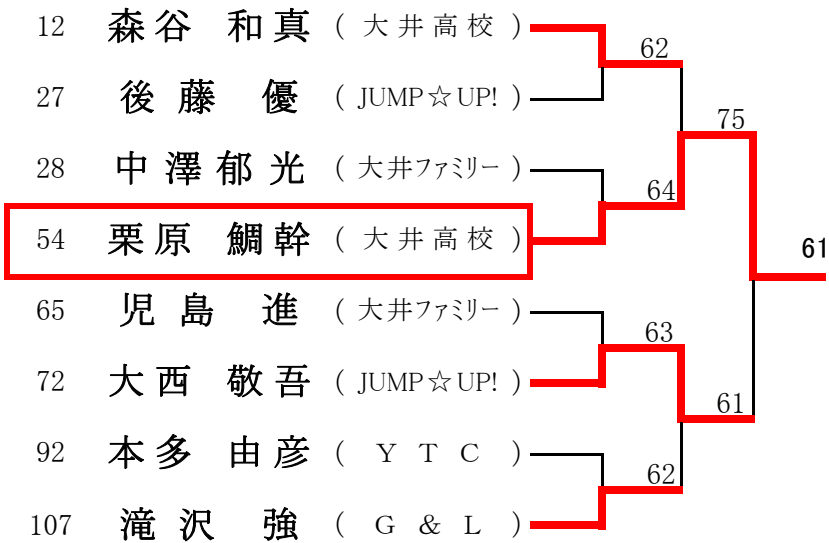 12 森谷 和真 ( 大井高校 )
62
27 後藤 優 ( JUMP☆UP! )
75
28 中澤郁光 ( 大井ファミリー )
64
54 栗原 鯛幹 ( 大井高校 )
61
65 児島 進 ( 大井ファミリー )
63
72 大西 敬吾 ( JUMP☆UP! )
61
92 本多 由彦 ( Y T C )
62
107 滝沢 強 ( G & L )